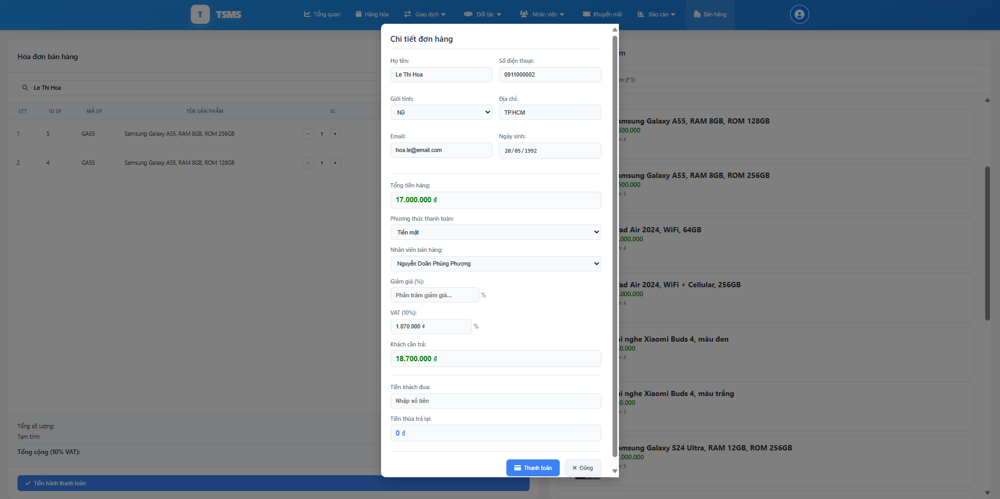 T TSMS Tổng quan Hàng hóa Giao dịch Đối tác Nhân viên Khuyến mãi Báo cáo Bán hàng
Hóa đơn bán hàng
Le Thi Hoa
STT ID SP MÃ SP TÊN SẢN PHẨM SL
1 5 GA55 Samsung Galaxy A55, RAM 8GB, ROM 256GB - 1 +
2 4 GA55 Samsung Galaxy A55, RAM 8GB, ROM 128GB - 1 +
Tổng số lượng:
Tạm tính:
Tổng cộng (10% VAT):
Tiến hành thanh toán
Chi tiết đơn hàng
Họ tên: Số điện thoại:
Le Thi Hoa 0911000002
Giới tính: Địa chỉ:
Nữ TP.HCM
Email: Ngày sinh:
hoa.le@email.com 20/05/1992
Tổng tiền hàng:
17.000.000 ₫
Phương thức thanh toán:
Tiền mặt
Nhân viên bán hàng:
Nguyễn Doãn Phùng Phượng
Giảm giá (%):
Phần trăm giảm giá... %
VAT (10%):
1.870.000 ₫ %
Khách cần trả:
18.700.000 ₫
Tiền khách đưa:
Nhập số tiền
Tiền thừa trả lại:
0 ₫
Thanh toán Đóng
m
m (F3)
amsung Galaxy A55, RAM 8GB, ROM 128GB
500.000
n: 4
amsung Galaxy A55, RAM 8GB, ROM 256GB
500.000
n: 3
ad Air 2024, WiFi, 64GB
.000.000
n: 4
ad Air 2024, WiFi + Cellular, 256GB
.000.000
n: 4
ai nghe Xiaomi Buds 4, màu đen
0.000
n: 4
ai nghe Xiaomi Buds 4, màu trắng
0.000
n: 3
amsung Galaxy S24 Ultra, RAM 12GB, ROM 256GB
.000.000
n: 5